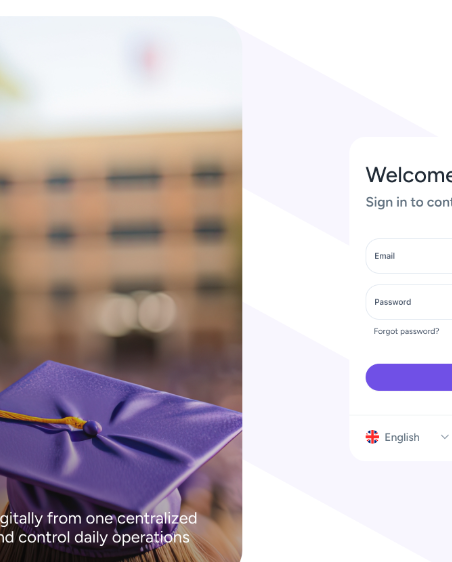 Welcome
Sign in to cont
Email
Password
Forgot password?
English
gitally from one centralized
nd control daily operations